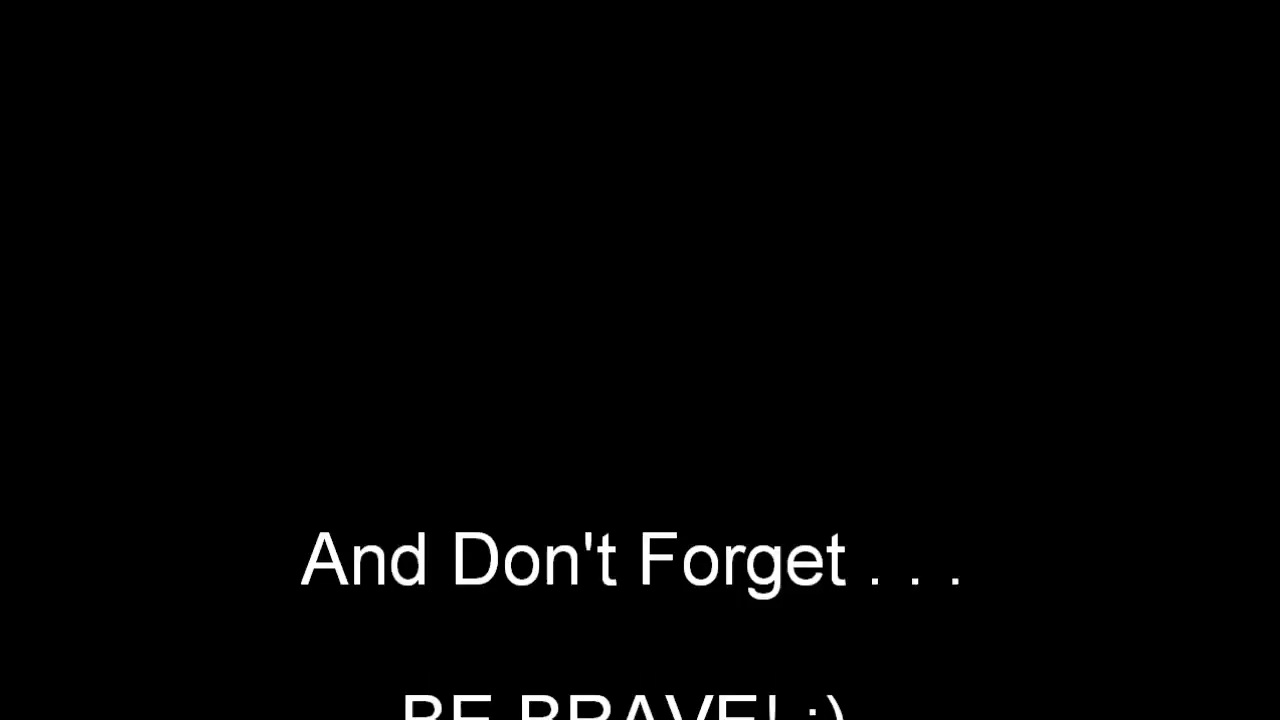 And Don't Forget . . .
BE BRAVE! :)